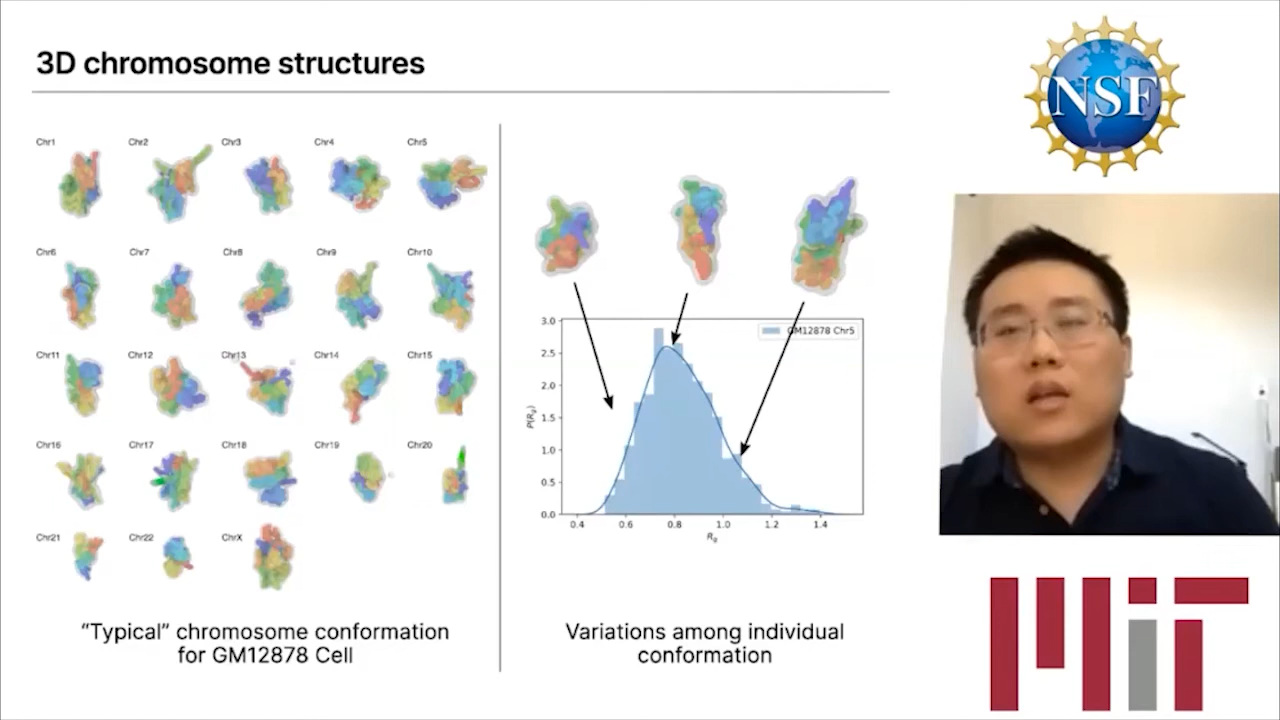 3D chromosome structures
NSF
Chr1
Chr2
Chr3
Chr4
Chr5
Chr6
Chr7
Chr8
Chr9
Chr10
Chr11
Chr12
Chr13
Chr14
Chr15
Chr16
Chr17
Chr18
Chr19
Chr20
Chr21
Chr22
ChrX
“Typical” chromosome conformation
for GM12878 Cell
GM12878 Chr5
P(Rg)
3.0
2.5
2.0
1.5
1.0
0.5
0.0
0.4
0.6
0.8
1.0
1.2
1.4
Rg
Variations among individual
conformation
MIT